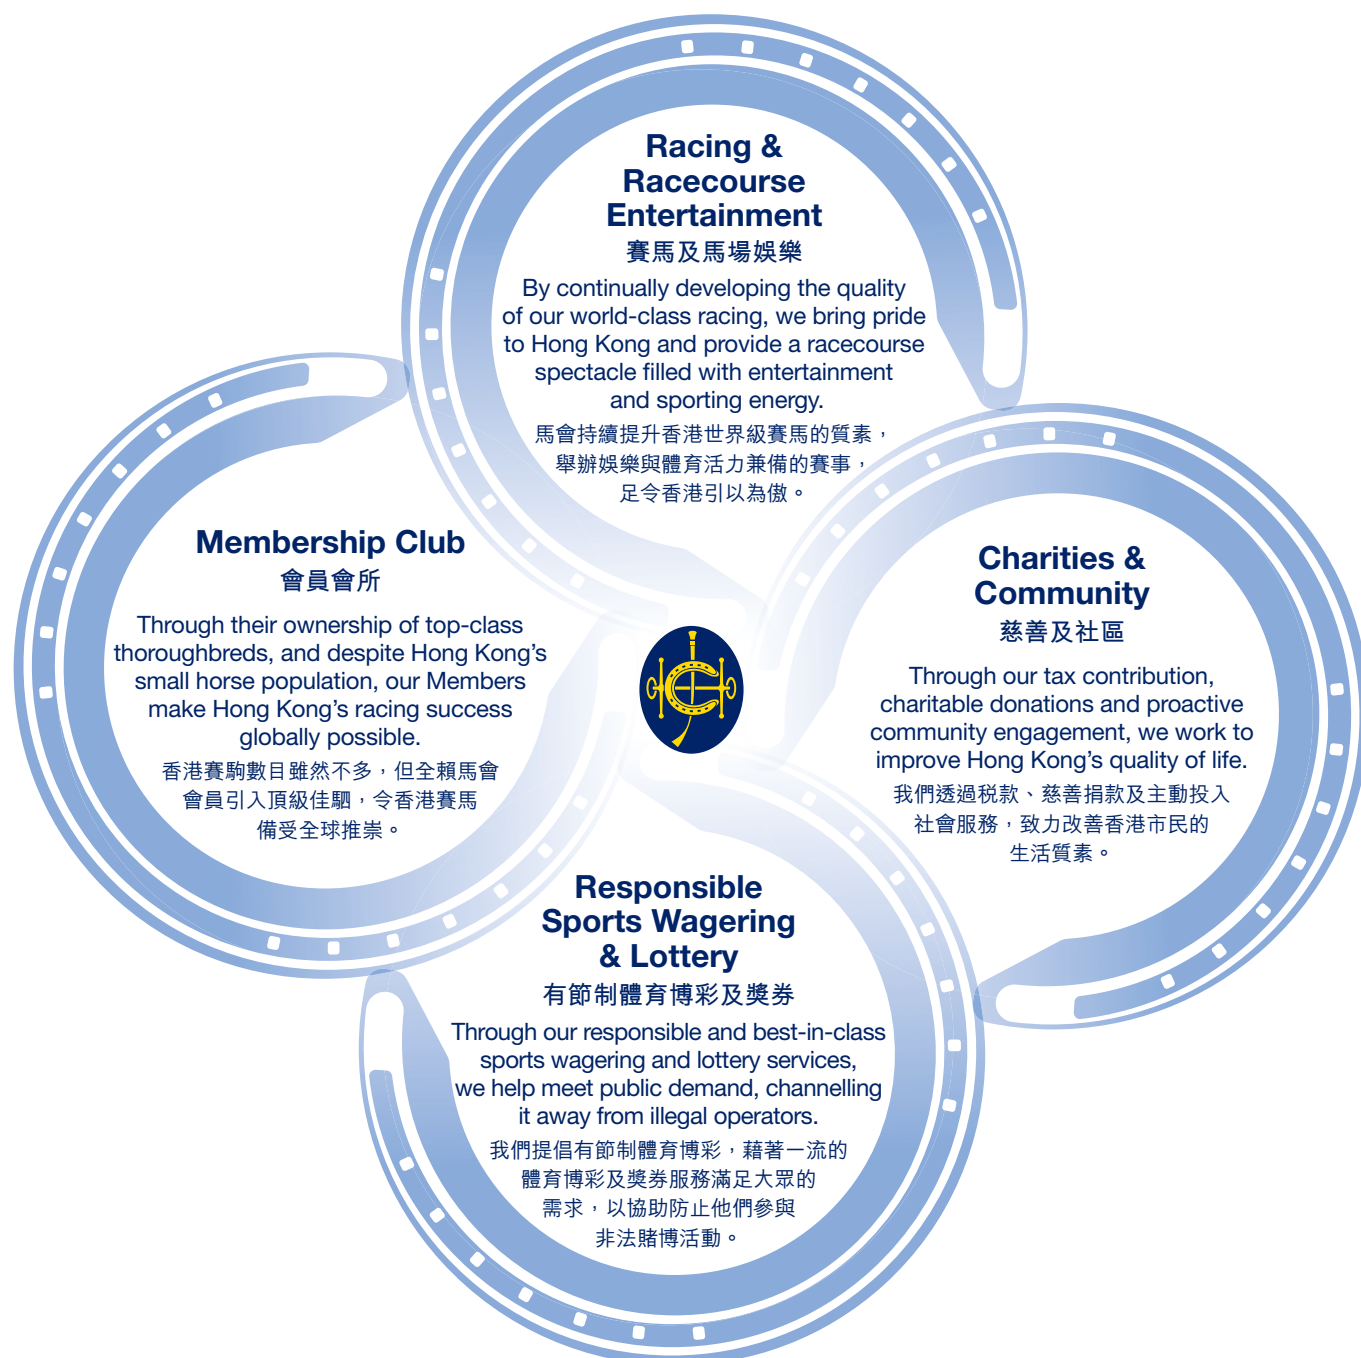 Racing &
Racecourse
Entertainment
賽馬及馬場娛樂
By continually developing the quality
of our world-class racing, we bring pride
to Hong Kong and provide a racecourse
spectacle filled with entertainment
and sporting energy.
馬會持續提升香港世界級賽馬的質素，
舉辦娛樂與體育活力兼備的賽事，
足令香港引以為傲。
Membership Club
會員會所
Through their ownership of top-class
thoroughbreds, and despite Hong Kong’s
small horse population, our Members
make Hong Kong’s racing success
globally possible.
香港賽駒數目雖然不多，但全賴馬會
會員引入頂級佳駟，令香港賽馬
備受全球推崇。
Charities &
Community
慈善及社區
Through our tax contribution,
charitable donations and proactive
community engagement, we work to
improve Hong Kong’s quality of life.
我們透過税款、慈善捐款及主動投入
社會服務，致力改善香港市民的
生活質素。
Responsible
Sports Wagering
& Lottery
有節制體育博彩及獎券
Through our responsible and best-in-class
sports wagering and lottery services,
we help meet public demand, channelling
it away from illegal operators.
我們提倡有節制體育博彩，藉著一流的
體育博彩及獎券服務滿足大眾的
需求，以協助防止他們參與
非法賭博活動。